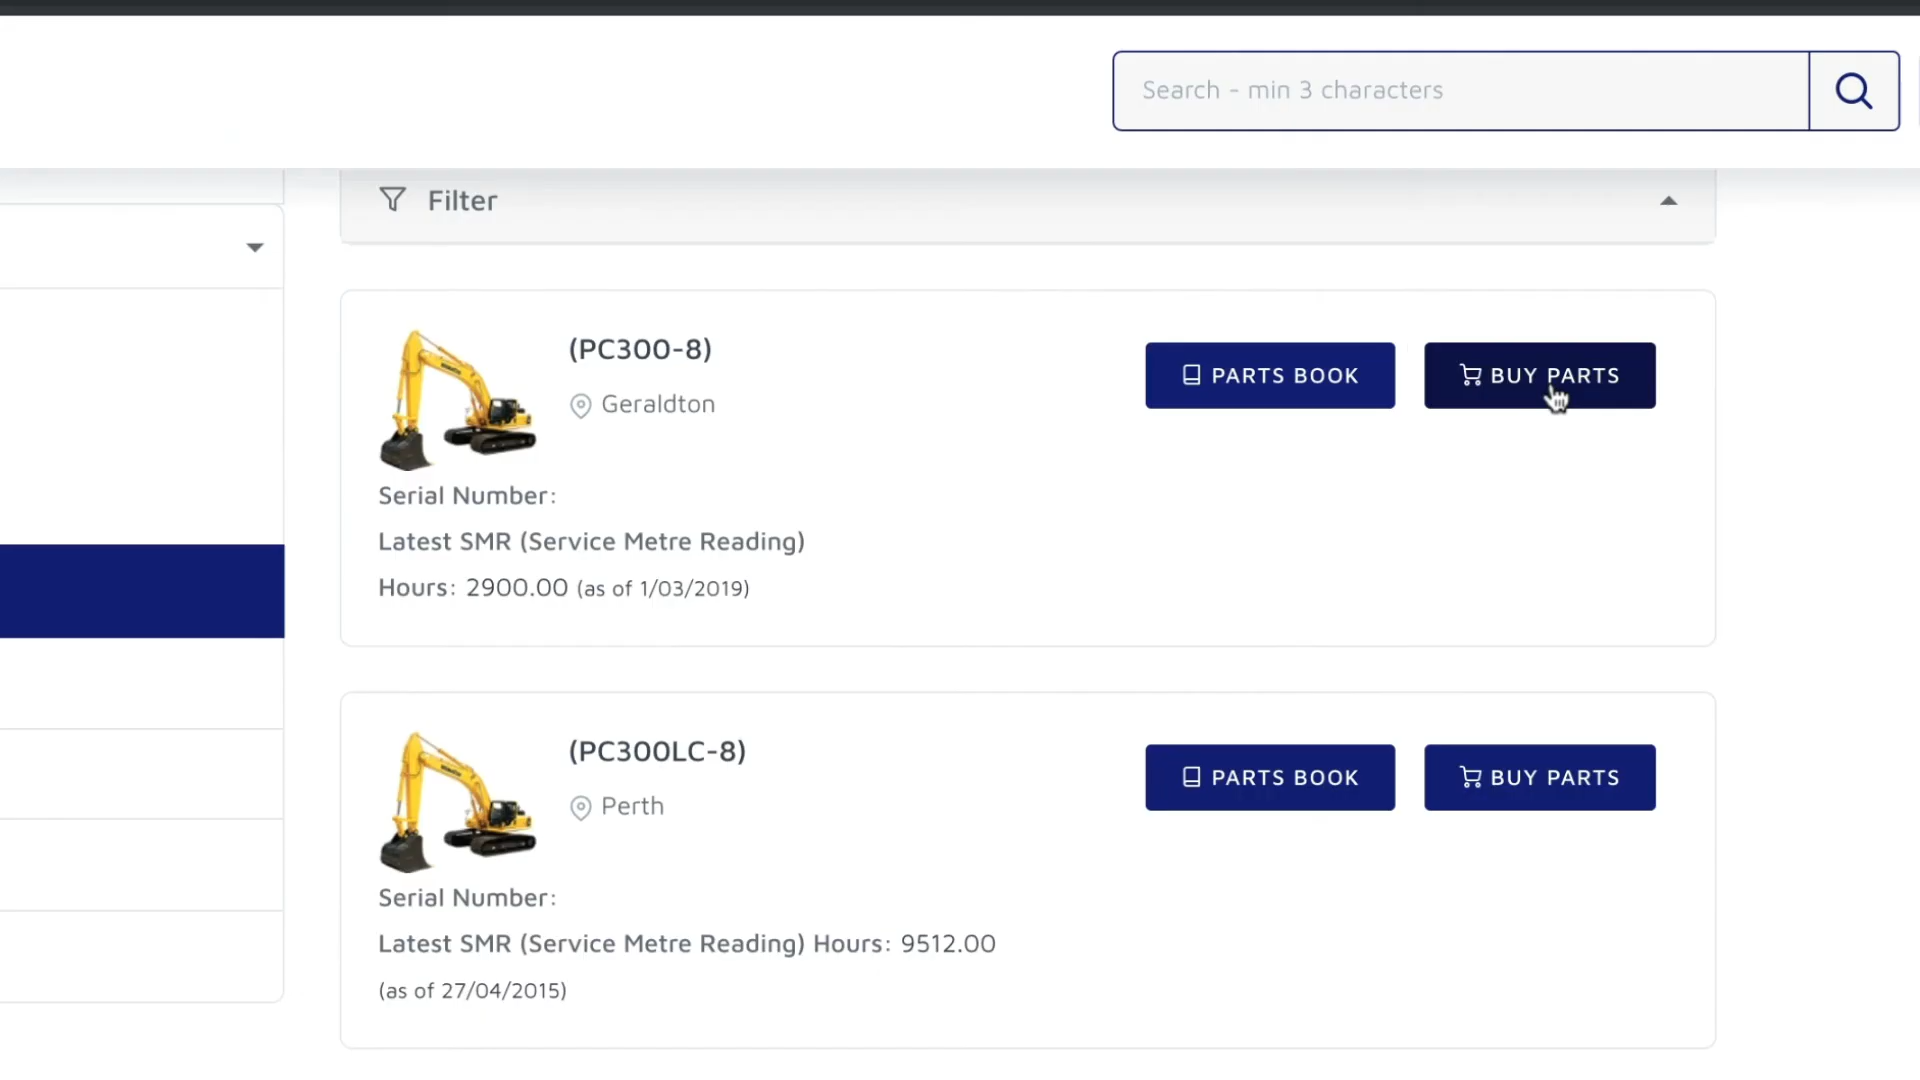 Search - min 3 characters
Filter
(PC300-8)
Geraldton
PARTS BOOK
BUY PARTS
Serial Number:
Latest SMR (Service Metre Reading)
Hours: 2900.00 (as of 1/03/2019)
(PC300LC-8)
Perth
PARTS BOOK
BUY PARTS
Serial Number:
Latest SMR (Service Metre Reading) Hours: 9512.00
(as of 27/04/2015)